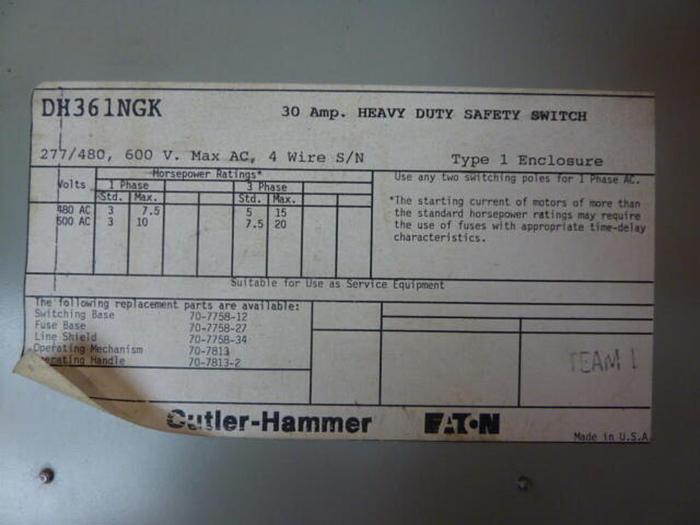 DH361NGK 30 Amp. HEAVY DUTY SAFETY SWITCH
277/480, 600 V. Max AC, 4 Wire S/N Type 1 Enclosure
Horsepower Ratings*
Volts 1 Phase 3 Phase
Std. Max. Std. Max.
480 AC 3 7.5 5 15
600 AC 3 10 7.5 20
Use any two switching poles for 1 Phase AC.
*The starting current of motors of more than
the standard horsepower ratings may require
the use of fuses with appropriate time-delay
characteristics.
Suitable for Use as Service Equipment
The following replacement parts are available:
Switching Base 70-7758-12
Fuse Base 70-7758-27
Line Shield 70-7758-34
Operating Mechanism 70-7813
Operating Handle 70-7813-2
TEAM 1
Cutler-Hammer EATON
Made in U.S.A